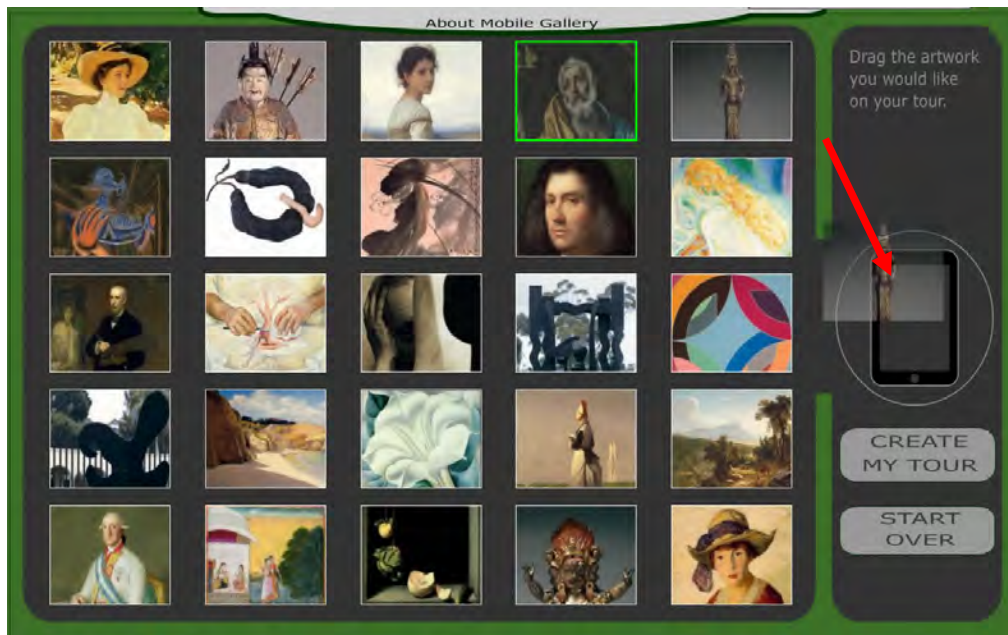 About Mobile Gallery
Drag the artwork
you would like
on your tour.
CREATE
MY TOUR
START
OVER